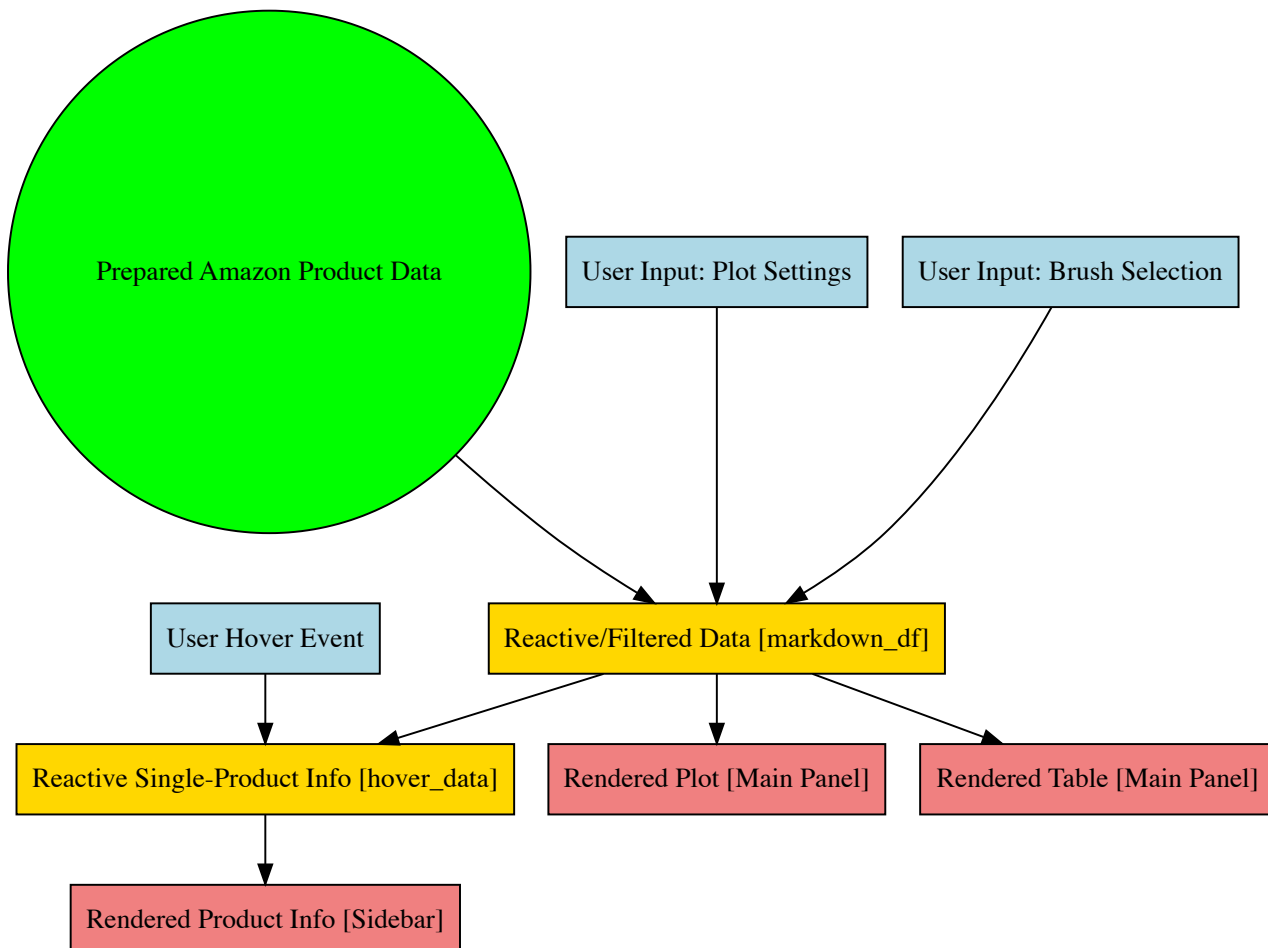 Prepared Amazon Product Data
User Input: Plot Settings
User Input: Brush Selection
User Hover Event
Reactive/Filtered Data [markdown_df]
Reactive Single-Product Info [hover_data]
Rendered Plot [Main Panel]
Rendered Table [Main Panel]
Rendered Product Info [Sidebar]